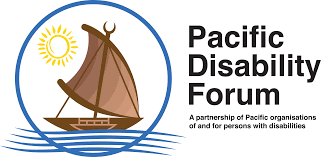 Pacific
Disability
Forum
A partnership of Pacific organisations
of and for persons with disabilities